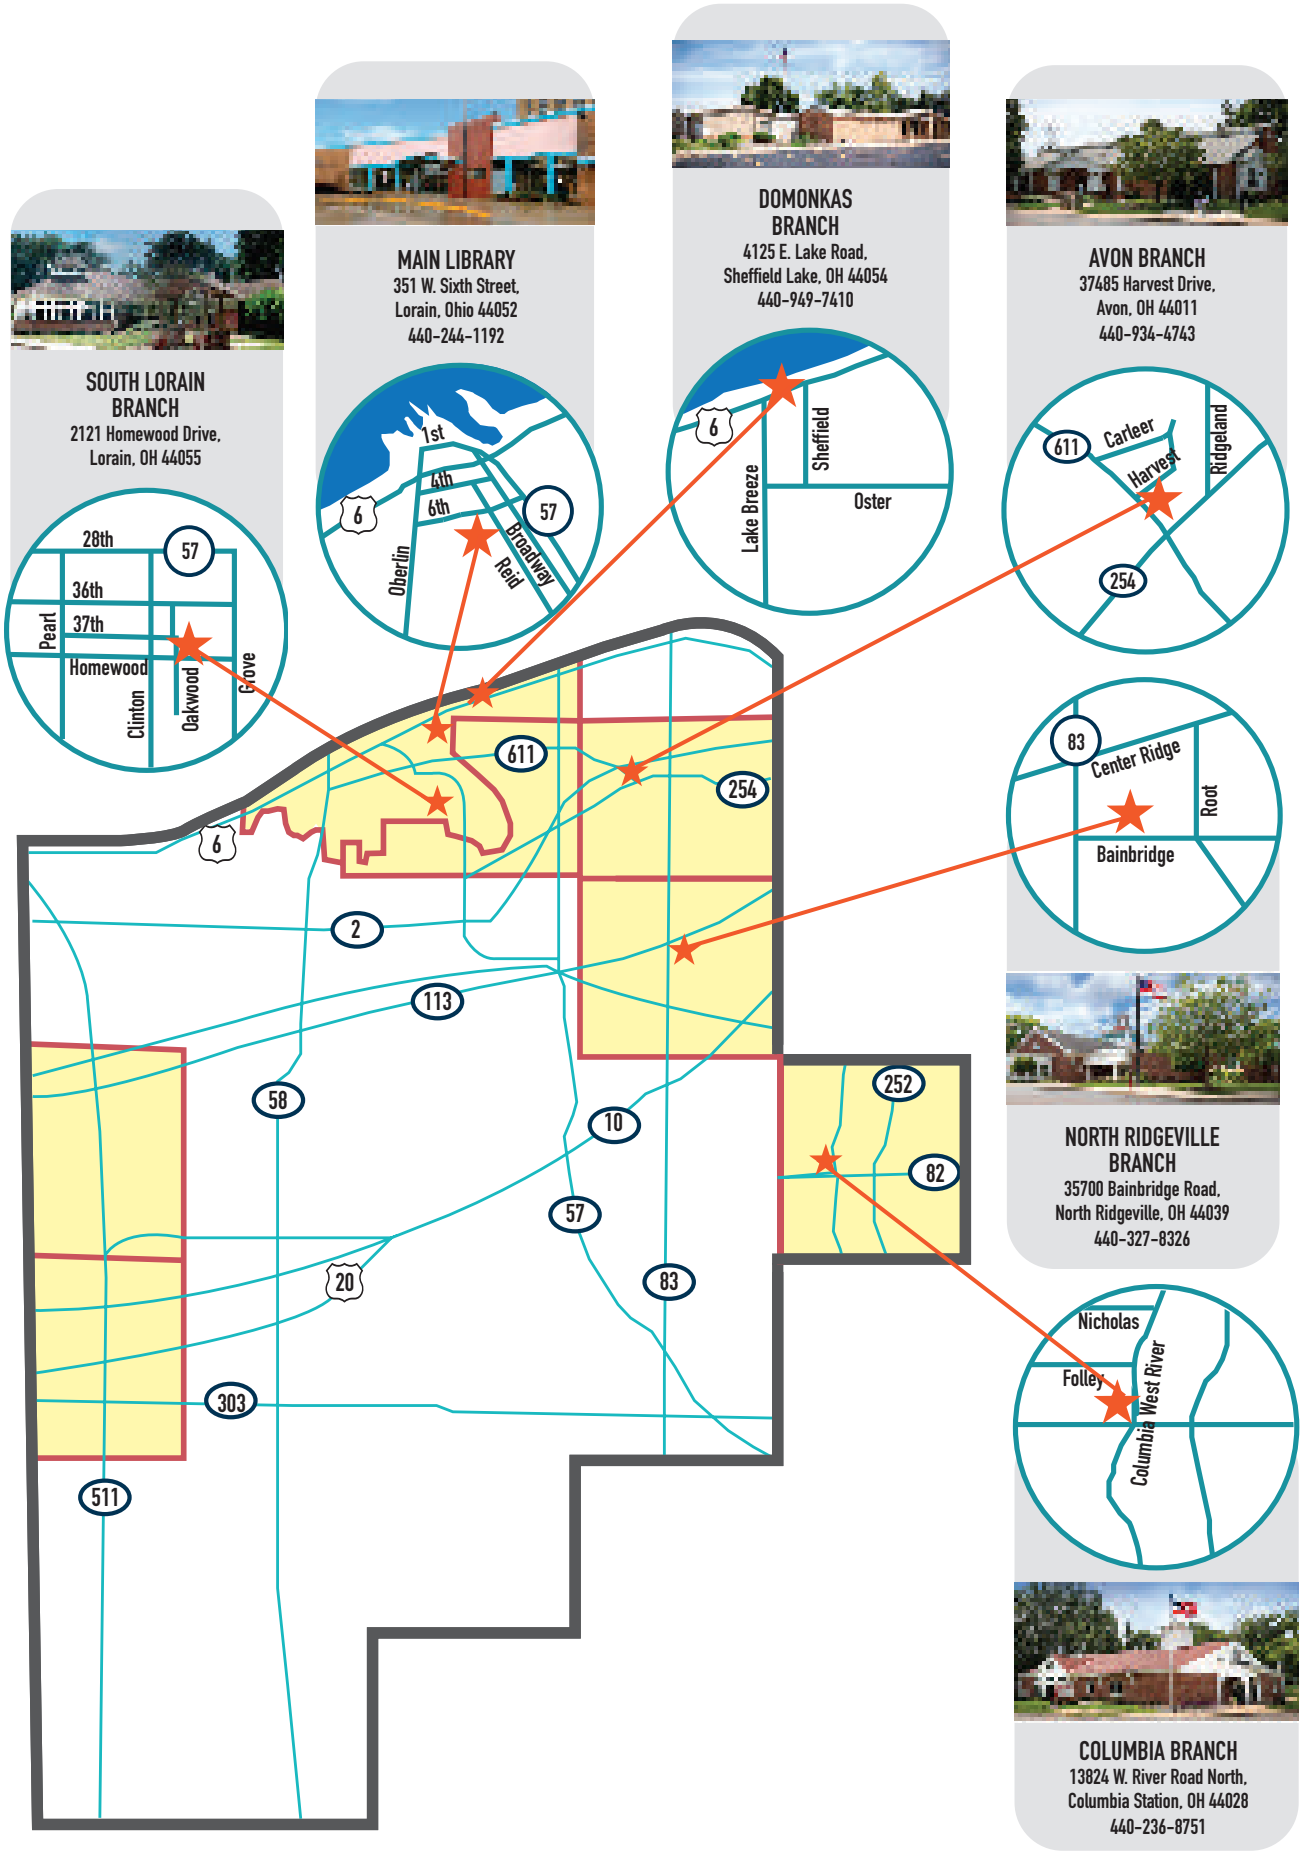 DOMONKAS
BRANCH
4125 E. Lake Road,
Sheffield Lake, OH 44054
440-949-7410
6
Sheffield
Lake Breeze
Oster
MAIN LIBRARY
351 W. Sixth Street,
Lorain, Ohio 44052
440-244-1192
1st
4th
6th
6
57
Oberlin
Broadway
Reid
AVON BRANCH
37485 Harvest Drive,
Avon, OH 44011
440-934-4743
611
Carleer
Harvest
Ridgeland
254
SOUTH LORAIN
BRANCH
2121 Homewood Drive,
Lorain, OH 44055
28th
57
36th
37th
Pearl
Homewood
Clinton
Oakwood
Grove
83
Center Ridge
Root
Bainbridge
NORTH RIDGEVILLE
BRANCH
35700 Bainbridge Road,
North Ridgeville, OH 44039
440-327-8326
611
254
6
2
113
58
252
10
82
57
20
83
303
511
Nicholas
Folley
Columbia West River
COLUMBIA BRANCH
13824 W. River Road North,
Columbia Station, OH 44028
440-236-8751